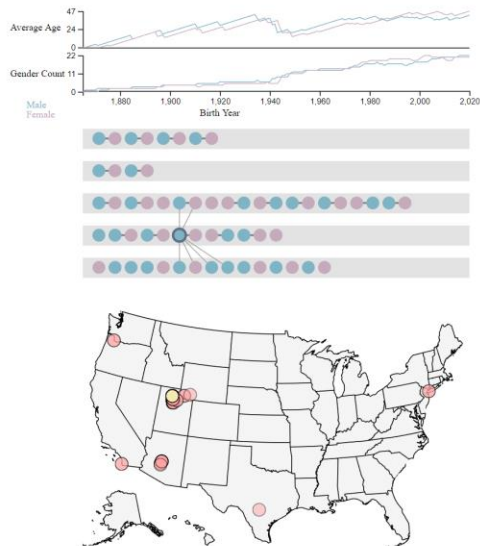 47
Average Age 24
0
22
Gender Count 11
0
1,880 1,900 1,920 1,940 1,960 1,980 2,000 2,020
Male
Birth Year
Female